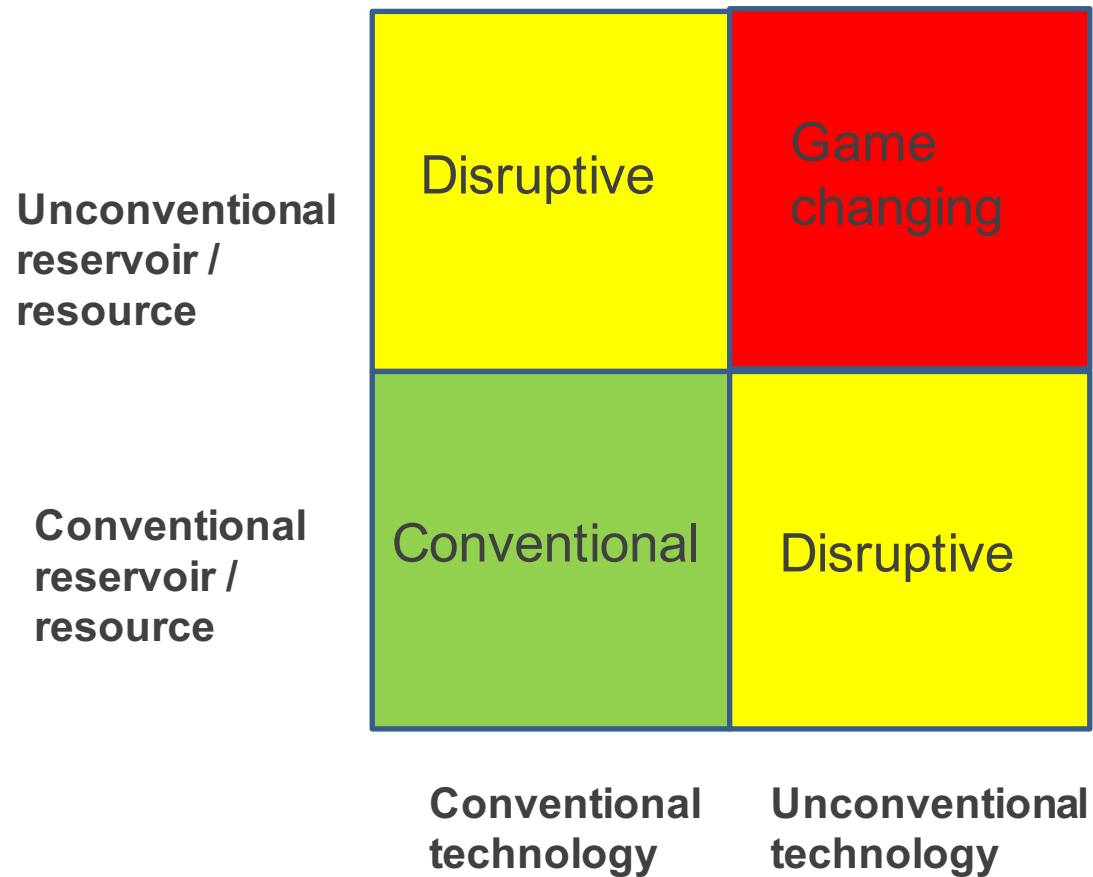 Disruptive
Game
changing
Unconventional
reservoir /
resource
Conventional
reservoir /
resource
Conventional
Disruptive
Conventional
technology
Unconventional
technology